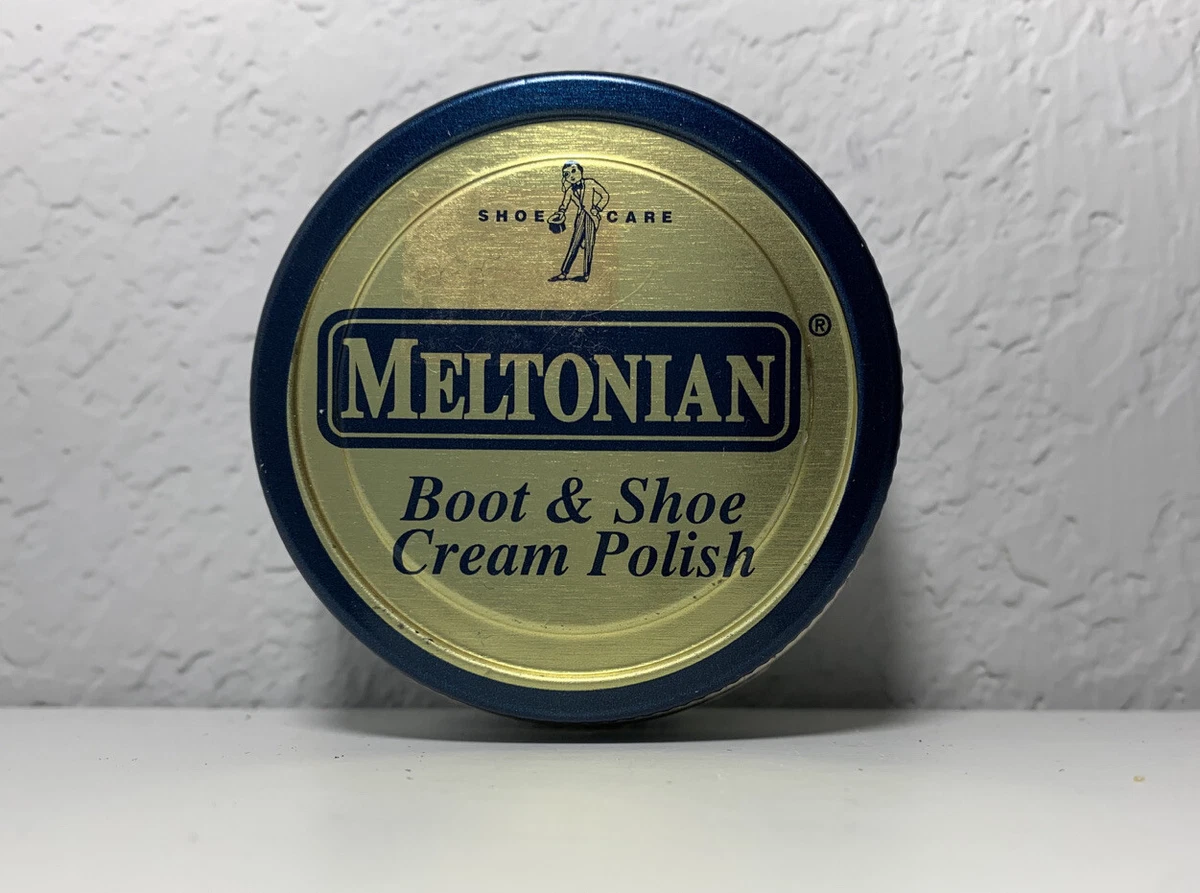 SHOE CARE
MELTONIAN ®
Boot & Shoe
Cream Polish